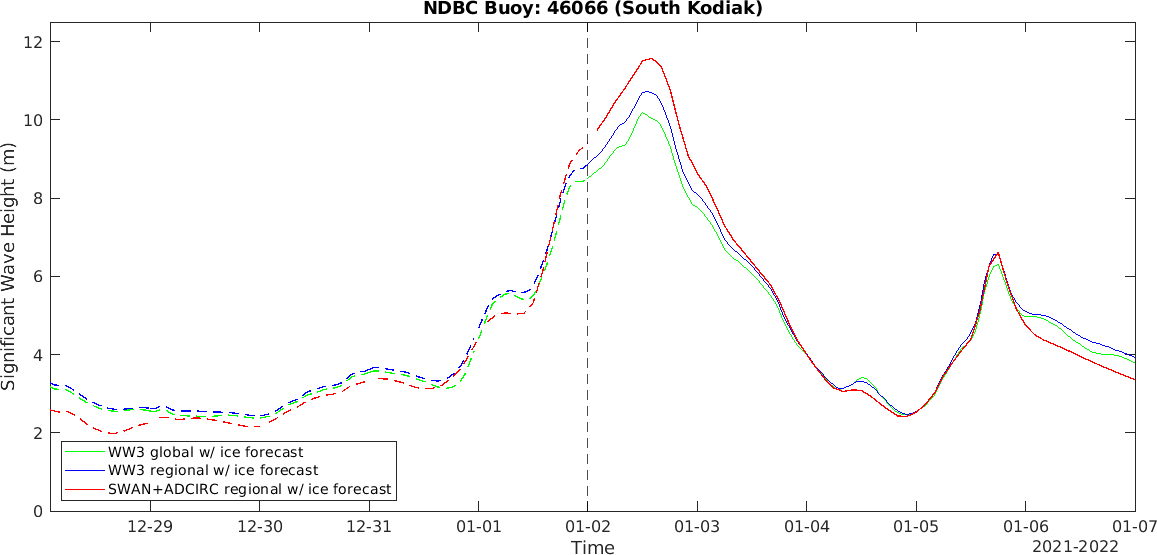 NDBC Buoy: 46066 (South Kodiak)
Significant Wave Height (m)
12
10
8
6
4
2
0
WW3 global w/ ice forecast
WW3 regional w/ ice forecast
SWAN+ADCIRC regional w/ ice forecast
12-29 12-30 12-31 01-01 01-02 01-03 01-04 01-05 01-06 01-07
Time
2021-2022